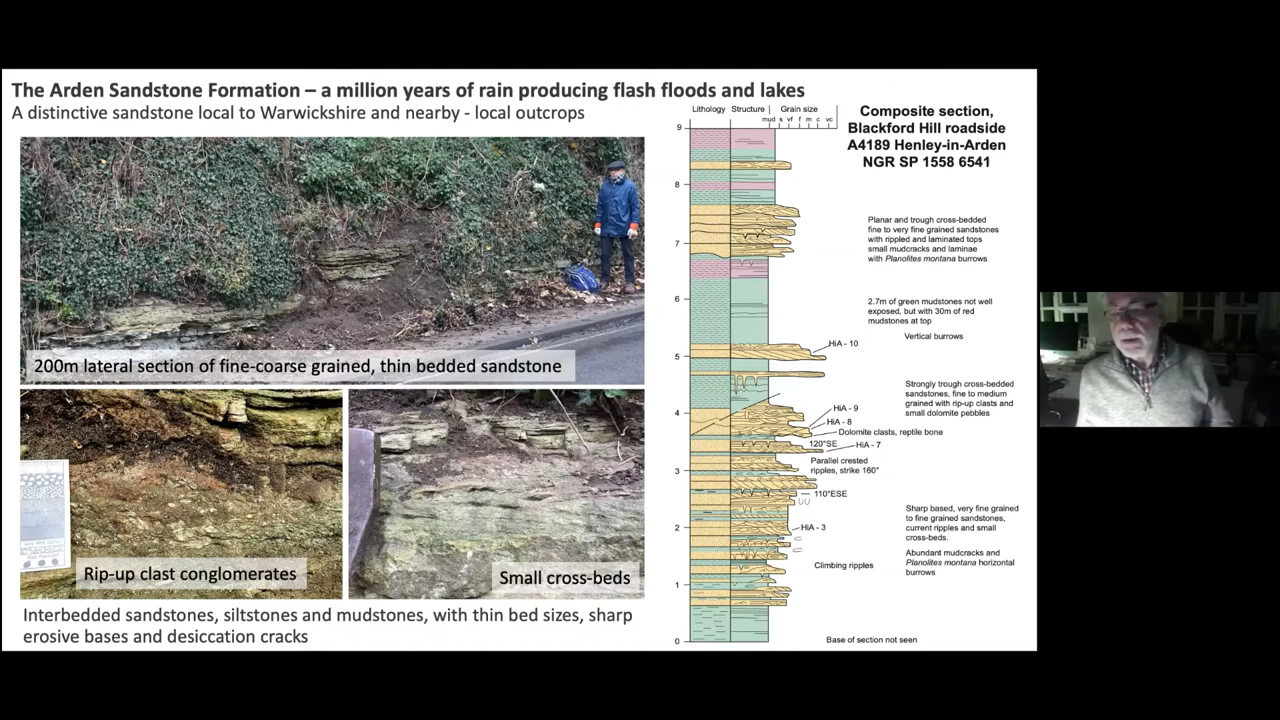 The Arden Sandstone Formation – a million years of rain producing flash floods and lakes
A distinctive sandstone local to Warwickshire and nearby - local outcrops
200m lateral section of fine-coarse grained, thin bedded sandstone
Rip-up clast conglomerates
Small cross-beds
Interbedded sandstones, siltstones and mudstones, with thin bed sizes, sharp
erosive bases and desiccation cracks
Lithology Structure Grain size
mud s vf f m c vc
Composite section,
Blackford Hill roadside
A4189 Henley-in-Arden
NGR SP 1558 6541
9
8
7
6
5
4
3
2
1
0
Planar and trough cross-bedded
fine to very fine grained sandstones
with rippled and laminated tops
small mudcracks and laminae
with Planolites montana burrows
2.7m of green mudstones not well
exposed, but with 30m of red
mudstones at top
Vertical burrows
HiA - 10
Strongly trough cross-bedded
sandstones, fine to medium
grained with rip-up clasts and
small dolomite pebbles
HiA - 9
HiA - 8
Dolomite clasts, reptile bone
120°SE
HiA - 7
Parallel crested
ripples, strike 160°
110°ESE
Sharp based, very fine grained
to fine grained sandstones,
current ripples and small
cross-beds.
HiA - 3
Abundant mudcracks and
Planolites montana horizontal
burrows
Climbing ripples
Base of section not seen